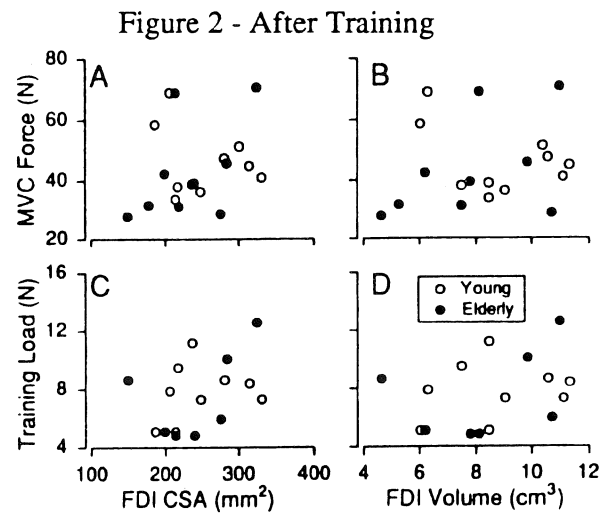 Figure 2 - After Training
80
60
40
20
MVC Force (N)
A
B
16
12
8
4
Training Load (N)
C
D
Young
Elderly
100 200 300 400
4 6 8 10 12
FDI CSA (mm²)
FDI Volume (cm³)